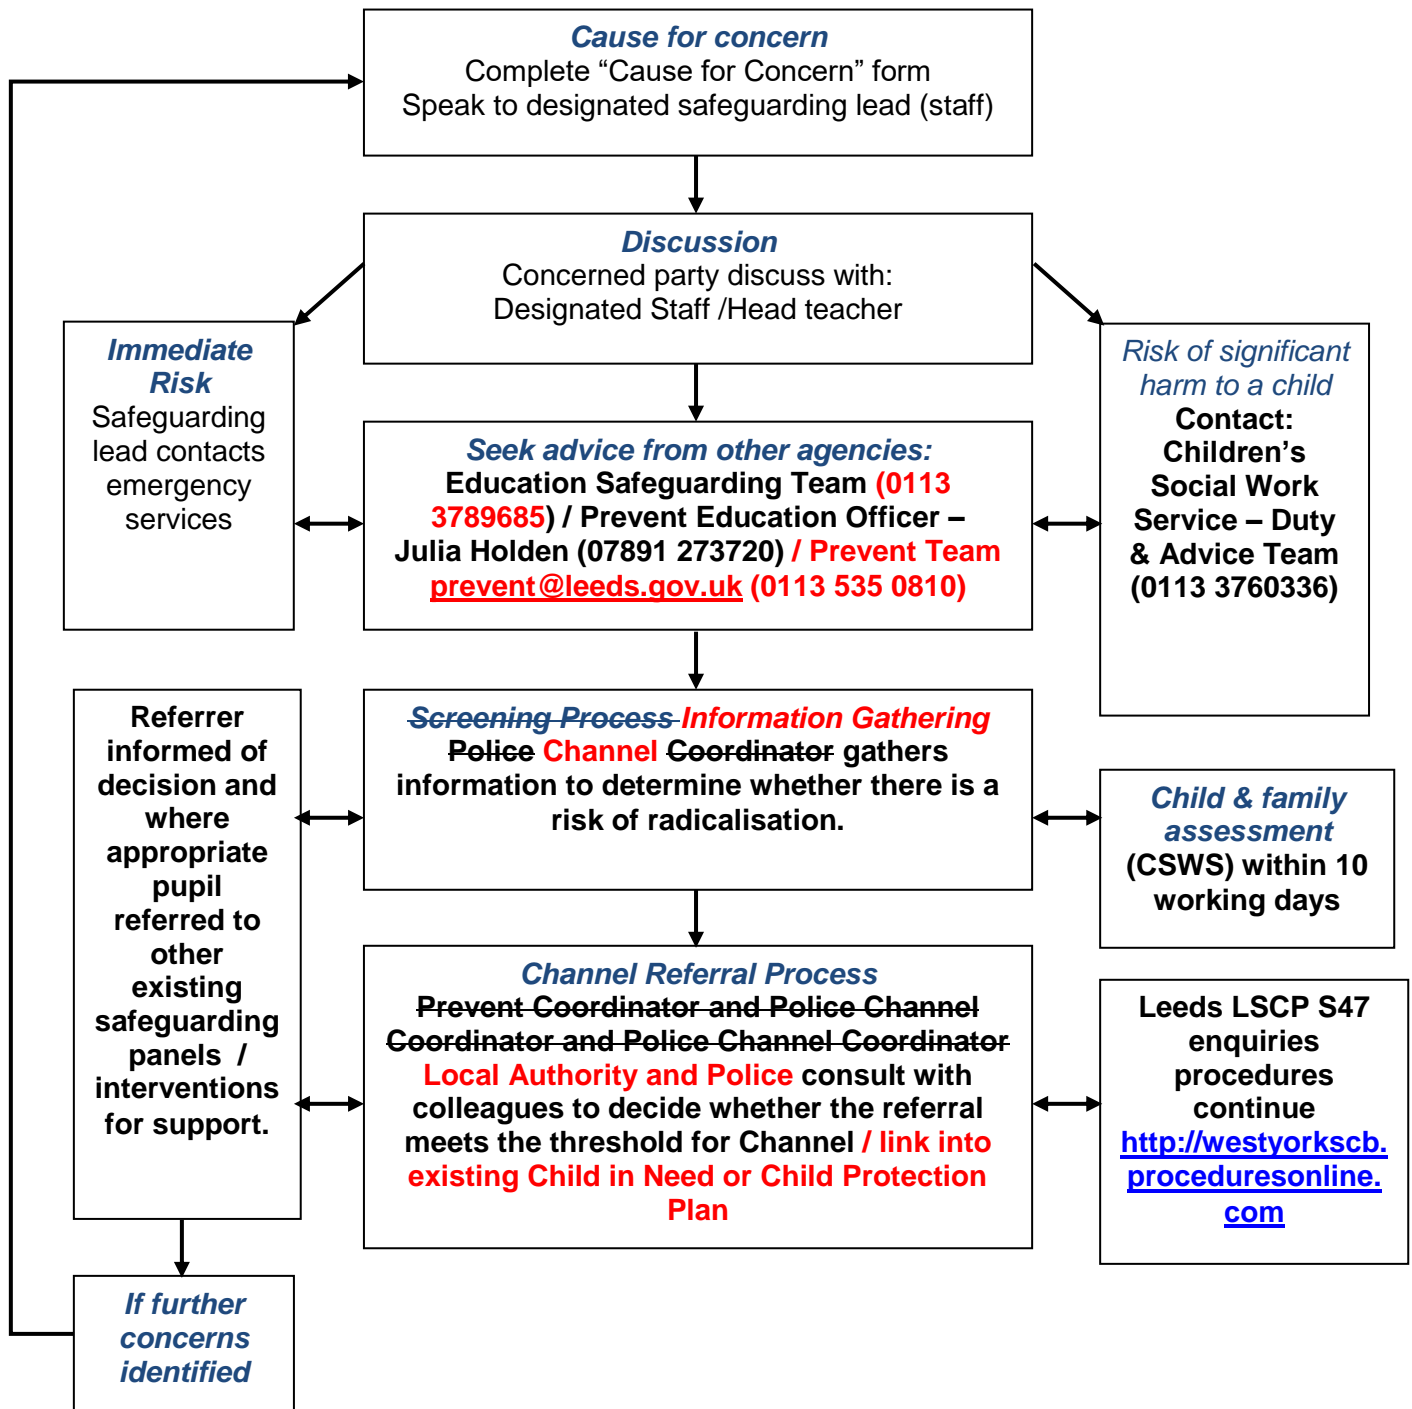 Cause for concern
Complete “Cause for Concern” form
Speak to designated safeguarding lead (staff)
Discussion
Concerned party discuss with:
Designated Staff /Head teacher
Immediate
Risk
Safeguarding
lead contacts
emergency
services
Risk of significant
harm to a child
Contact:
Children’s
Social Work
Service – Duty
& Advice Team
(0113 3760336)
Seek advice from other agencies:
Education Safeguarding Team (0113
3789685) / Prevent Education Officer –
Julia Holden (07891 273720) / Prevent Team
prevent@leeds.gov.uk (0113 535 0810)
Referrer
informed of
decision and
where
appropriate
pupil
referred to
other
existing
safeguarding
panels /
interventions
for support.
Screening Process Information Gathering
Police Channel Coordinator gathers
information to determine whether there is a
risk of radicalisation.
Child & family
assessment
(CSWS) within 10
working days
Channel Referral Process
Prevent Coordinator and Police Channel
Coordinator and Police Channel Coordinator
Local Authority and Police consult with
colleagues to decide whether the referral
meets the threshold for Channel / link into
existing Child in Need or Child Protection
Plan
Leeds LSCP S47
enquiries
procedures
continue
http://westyorkscb.
proceduresonline.
com
If further
concerns
identified